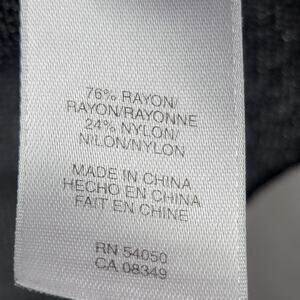 76% RAYON/
RAYON/RAYONNE
24% NYLON/
NILON/NYLON
MADE IN CHINA
HECHO EN CHINA
FAIT EN CHINE
RN 54050
CA 08349